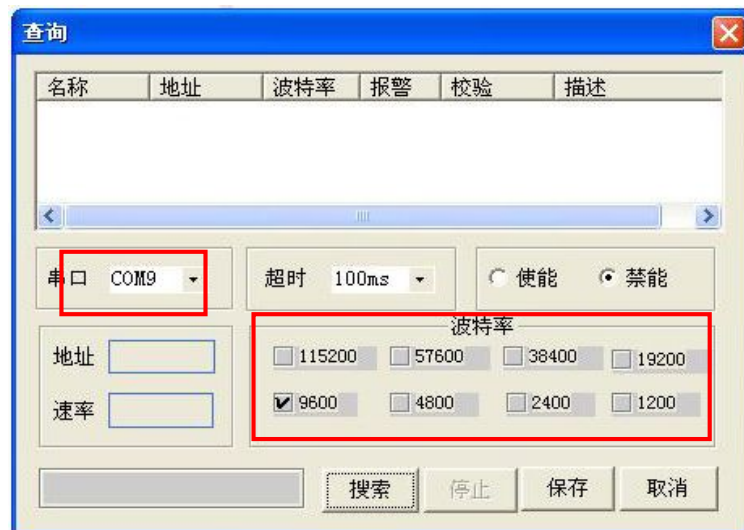 查询
名称 地址 波特率 报警 校验 描述
串口 COM9 超时 100ms 使能 禁能
波特率
地址 115200 57600 38400 19200
速率 9600 4800 2400 1200
搜索 停止 保存 取消